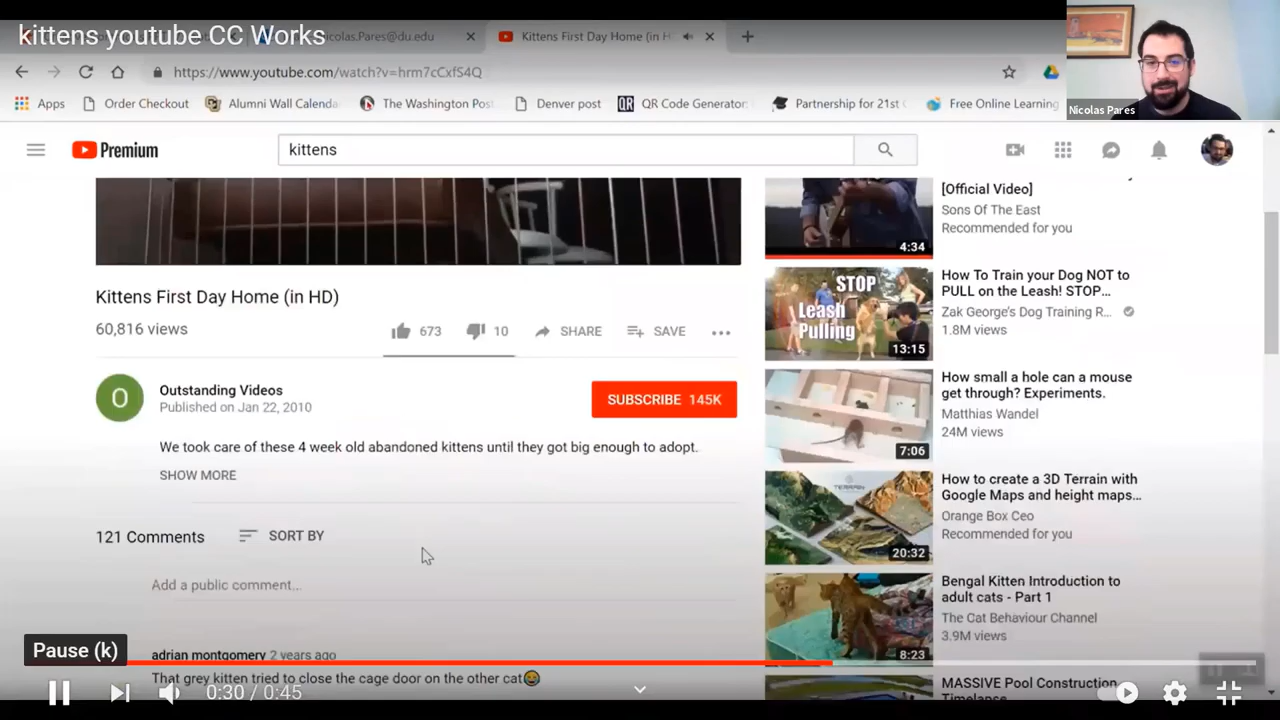 kittens youtube CC Works
Nicolas.Pares@du.edu
Kittens First Day Home (in H
https://www.youtube.com/watch?v=hrm7cCxfS4Q
Apps
Order Checkout
Alumni Wall Calenda
The Washington Post
Denver post
QR
QR Code Generator
Partnership for 21st C
Free Online Learning
Nicolas Pares
Premium
kittens
[Official Video]
Sons Of The East
Recommended for you
4:34
Kittens First Day Home (in HD)
60,816 views
673
10
SHARE
SAVE
STOP
Leash
Pulling
13:15
How To Train your Dog NOT to
PULL on the Leash! STOP...
Zak George's Dog Training R...
1.8M views
O
Outstanding Videos
Published on Jan 22, 2010
SUBSCRIBE 145K
We took care of these 4 week old abandoned kittens until they got big enough to adopt.
SHOW MORE
7:06
How small a hole can a mouse
get through? Experiments.
Matthias Wandel
24M views
TERRAIN
20:32
How to create a 3D Terrain with
Google Maps and height maps...
Orange Box Ceo
Recommended for you
121 Comments
SORT BY
Add a public comment...
8:23
Bengal Kitten Introduction to
adult cats - Part 1
The Cat Behaviour Channel
3.9M views
Pause (k)
adrian montgomery 2 years ago
That grey kitten tried to close the cage door on the other cat😅
MASSIVE Pool Construction
Timelapse
0:30 / 0:45